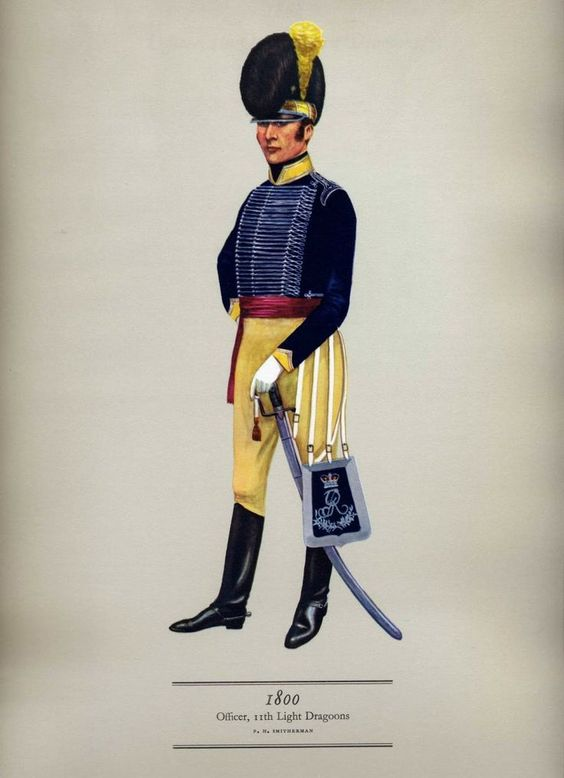 1800
Officer, 11th Light Dragoons
P. H. SMITHERMAN